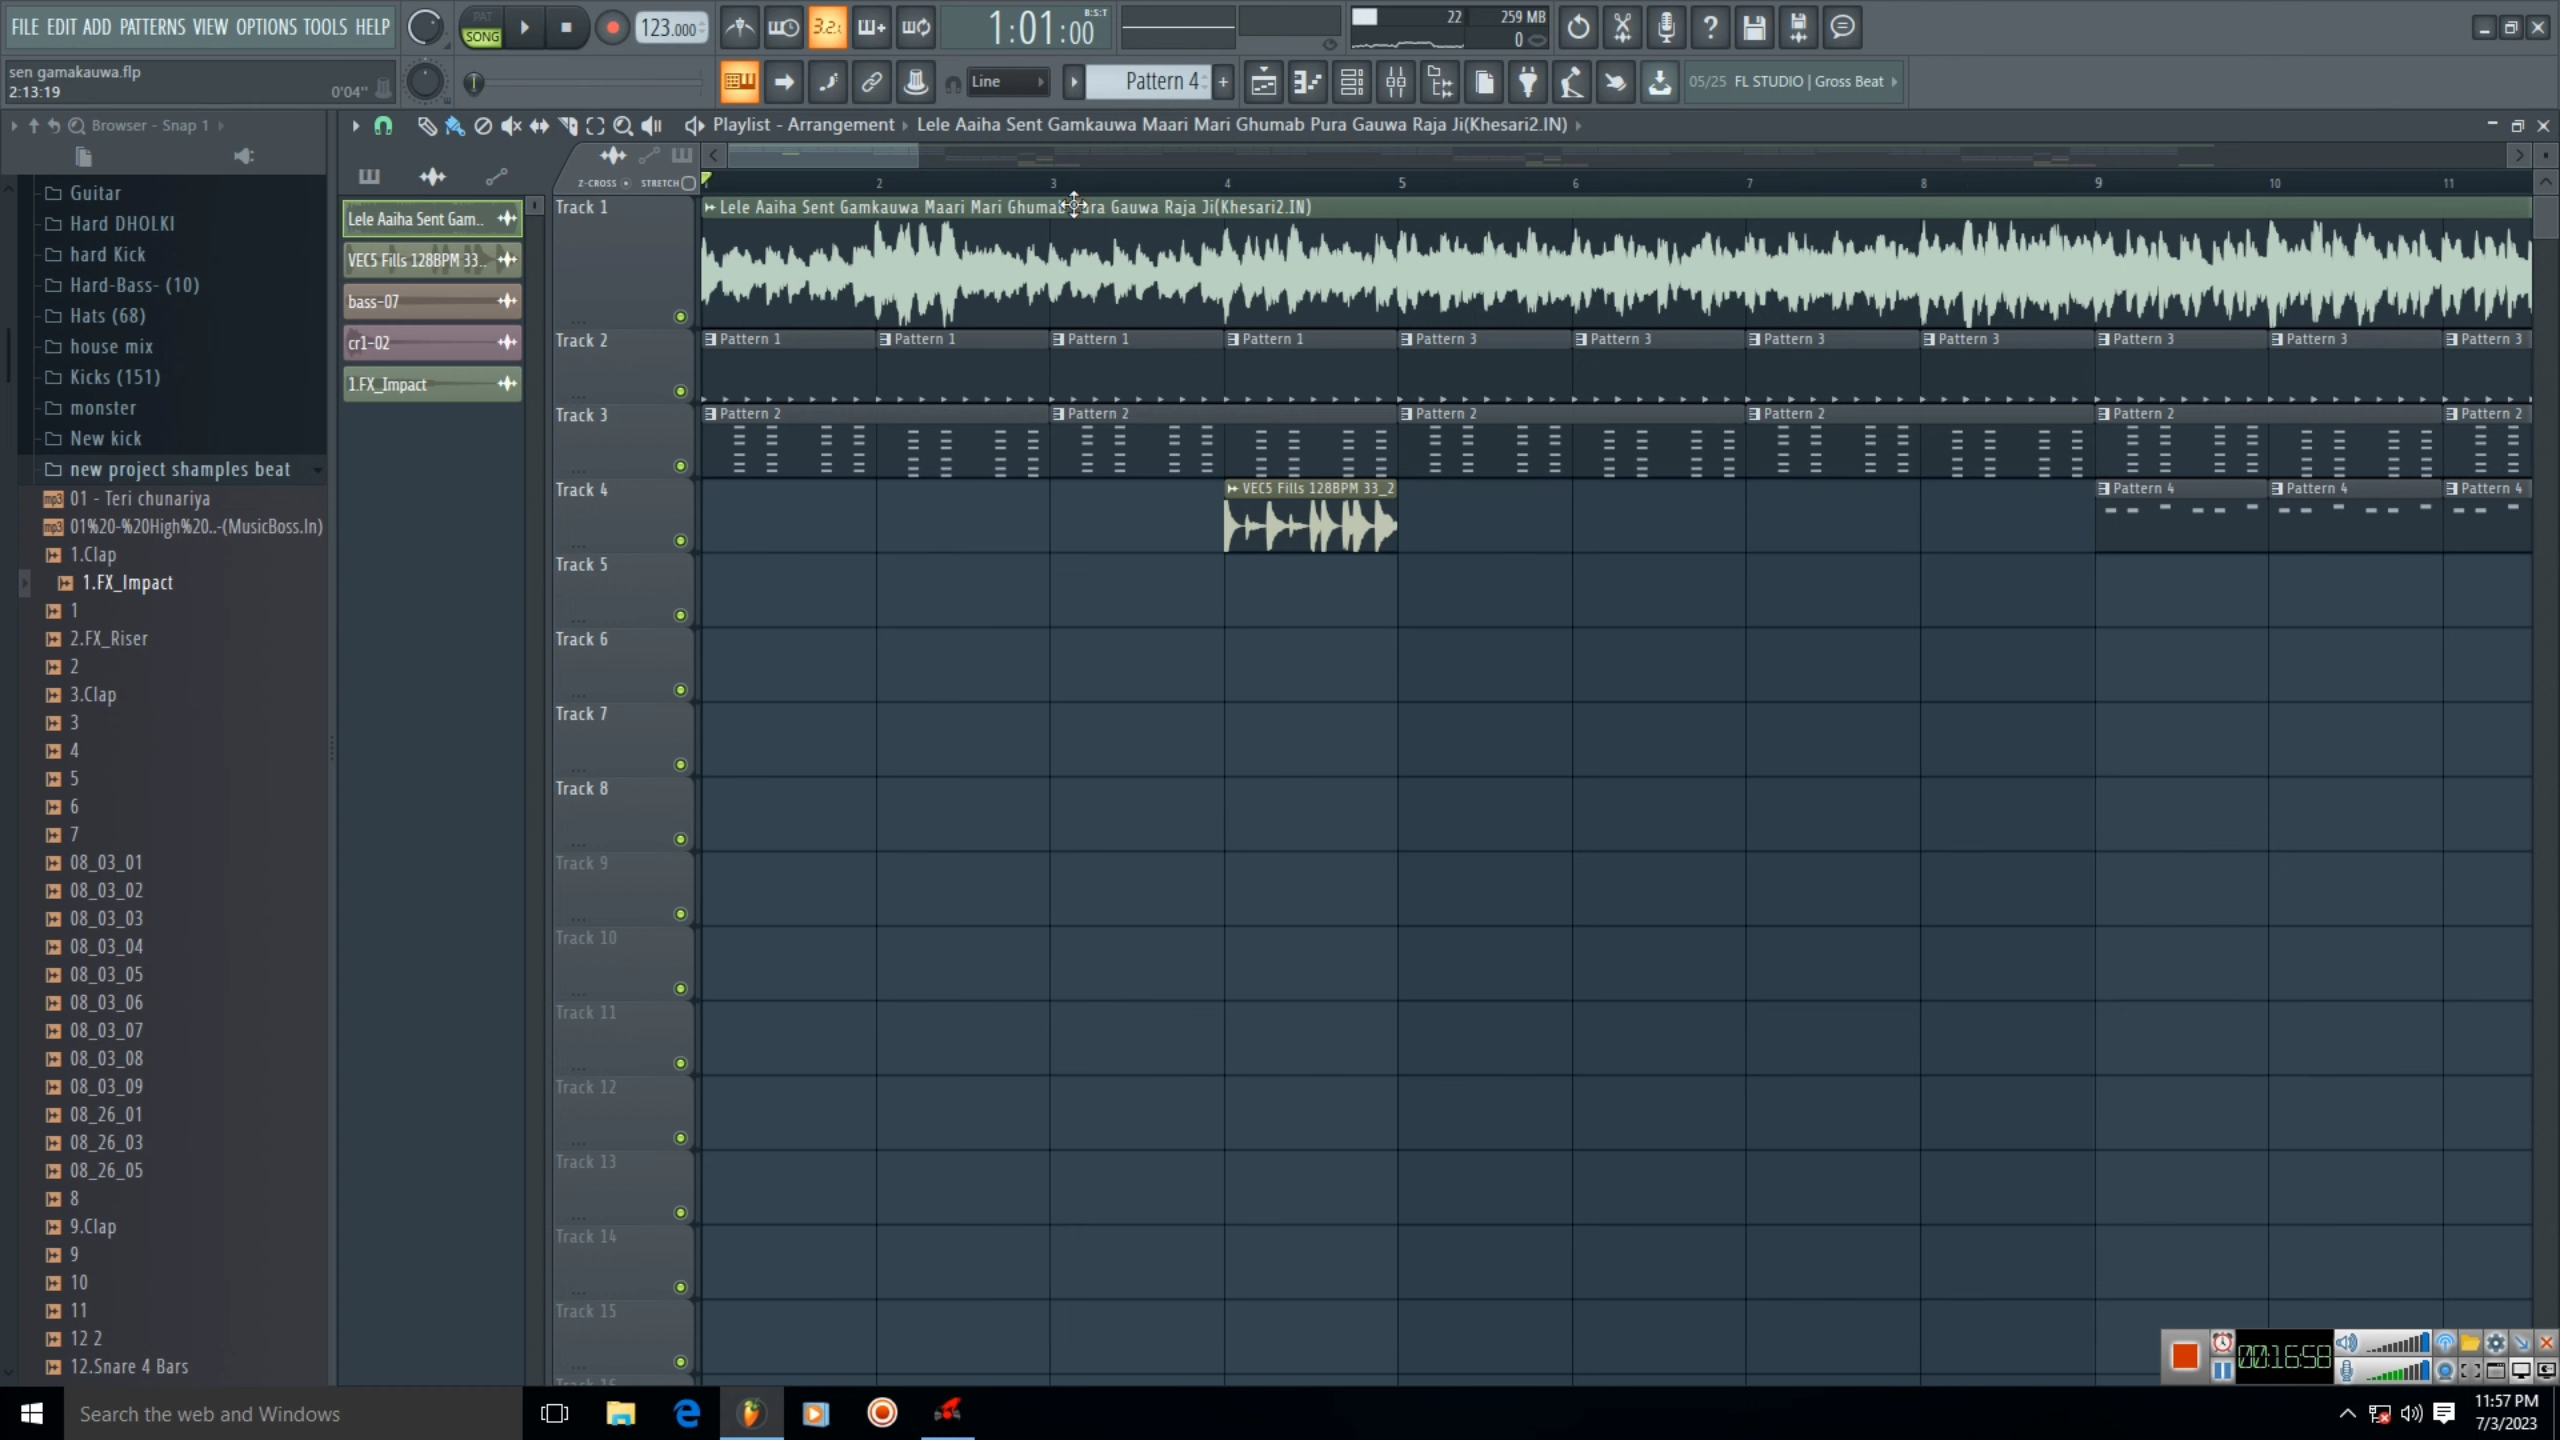 FILE EDIT ADD PATTERNS VIEW OPTIONS TOOLS HELP
PAT
SONG
123.000
3.2.
1:01:00
B:S:T
22
259 MB
0
sen gamakauwa.flp
2:13:19
0'04"
Line
Pattern 4
05/25 FL STUDIO | Gross Beat
Browser - Snap 1
Playlist - Arrangement
Lele Aaiha Sent Gamkauwa Maari Mari Ghumab Pura Gauwa Raja Ji(Khesari2.IN)
Guitar
Hard DHOLKI
hard Kick
Hard-Bass- (10)
Hats (68)
house mix
Kicks (151)
monster
New kick
new project shamples beat
01 - Teri chunariya
01%20-%20High%20..-(MusicBoss.In)
1.Clap
1.FX_Impact
1
2.FX_Riser
2
3.Clap
3
4
5
6
7
08_03_01
08_03_02
08_03_03
08_03_04
08_03_05
08_03_06
08_03_07
08_03_08
08_03_09
08_26_01
08_26_03
08_26_05
8
9.Clap
9
10
11
12 2
12.Snare 4 Bars
Lele Aaiha Sent Gam..
VEC5 Fills 128BPM 33..
bass-07
cr1-02
1.FX_Impact
Z-CROSS
STRETCH
2 3 4 5 6 7 8 9 10 11
Track 1
Lele Aaiha Sent Gamkauwa Maari Mari Ghumab Pura Gauwa Raja Ji(Khesari2.IN)
Track 2
Pattern 1 Pattern 1 Pattern 1 Pattern 1 Pattern 3 Pattern 3 Pattern 3 Pattern 3 Pattern 3 Pattern 3 Pattern 3
Track 3
Pattern 2 Pattern 2 Pattern 2 Pattern 2 Pattern 2 Pattern 2
Track 4
VEC5 Fills 128BPM 33_2
Pattern 4 Pattern 4 Pattern 4
Track 5
Track 6
Track 7
Track 8
Track 9
Track 10
Track 11
Track 12
Track 13
Track 14
Track 15
00:16:58
Search the web and Windows
11:57 PM
7/3/2023